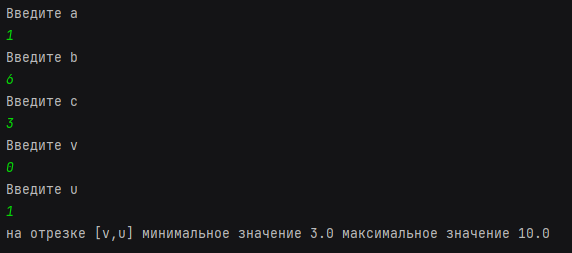 Введите a
1
Введите b
6
Введите c
3
Введите v
0
Введите u
1
на отрезке [v,u] минимальное значение 3.0 максимальное значение 10.0